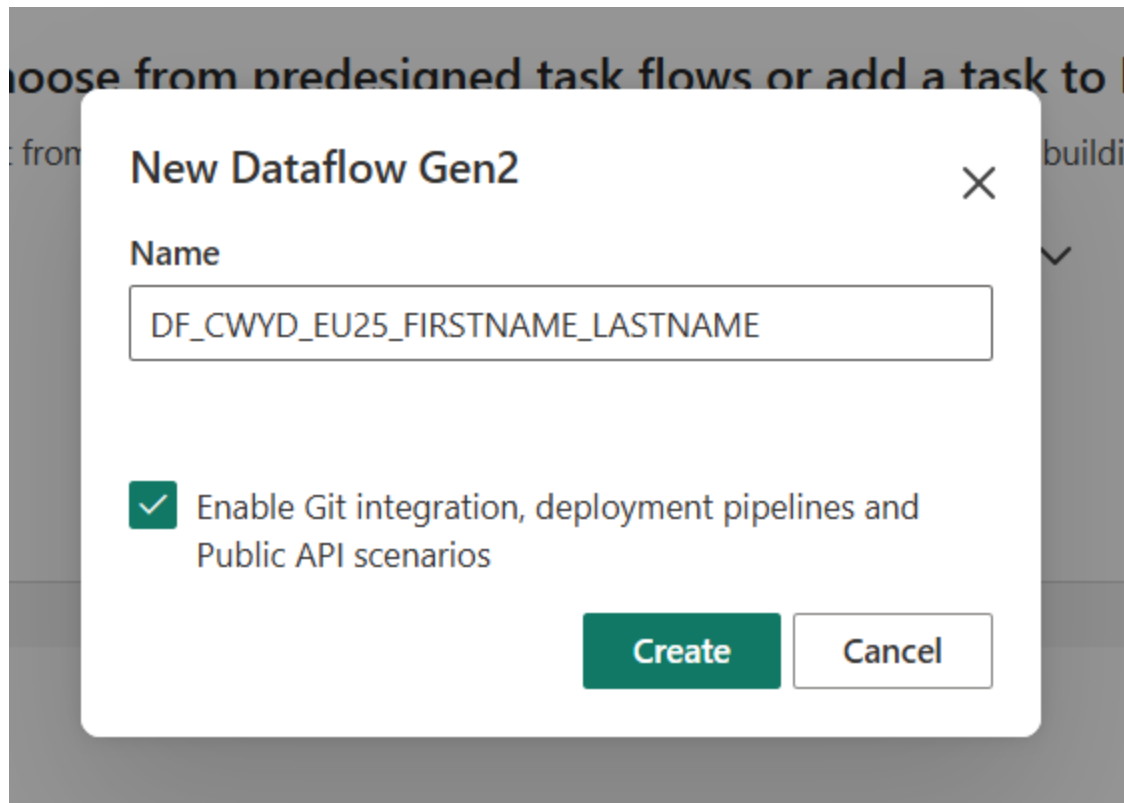 oose from predesigned task flows or add a task to
from
buildi
New Dataflow Gen2
Name
DF_CWYD_EU25_FIRSTNAME_LASTNAME
Enable Git integration, deployment pipelines and
Public API scenarios
Create
Cancel